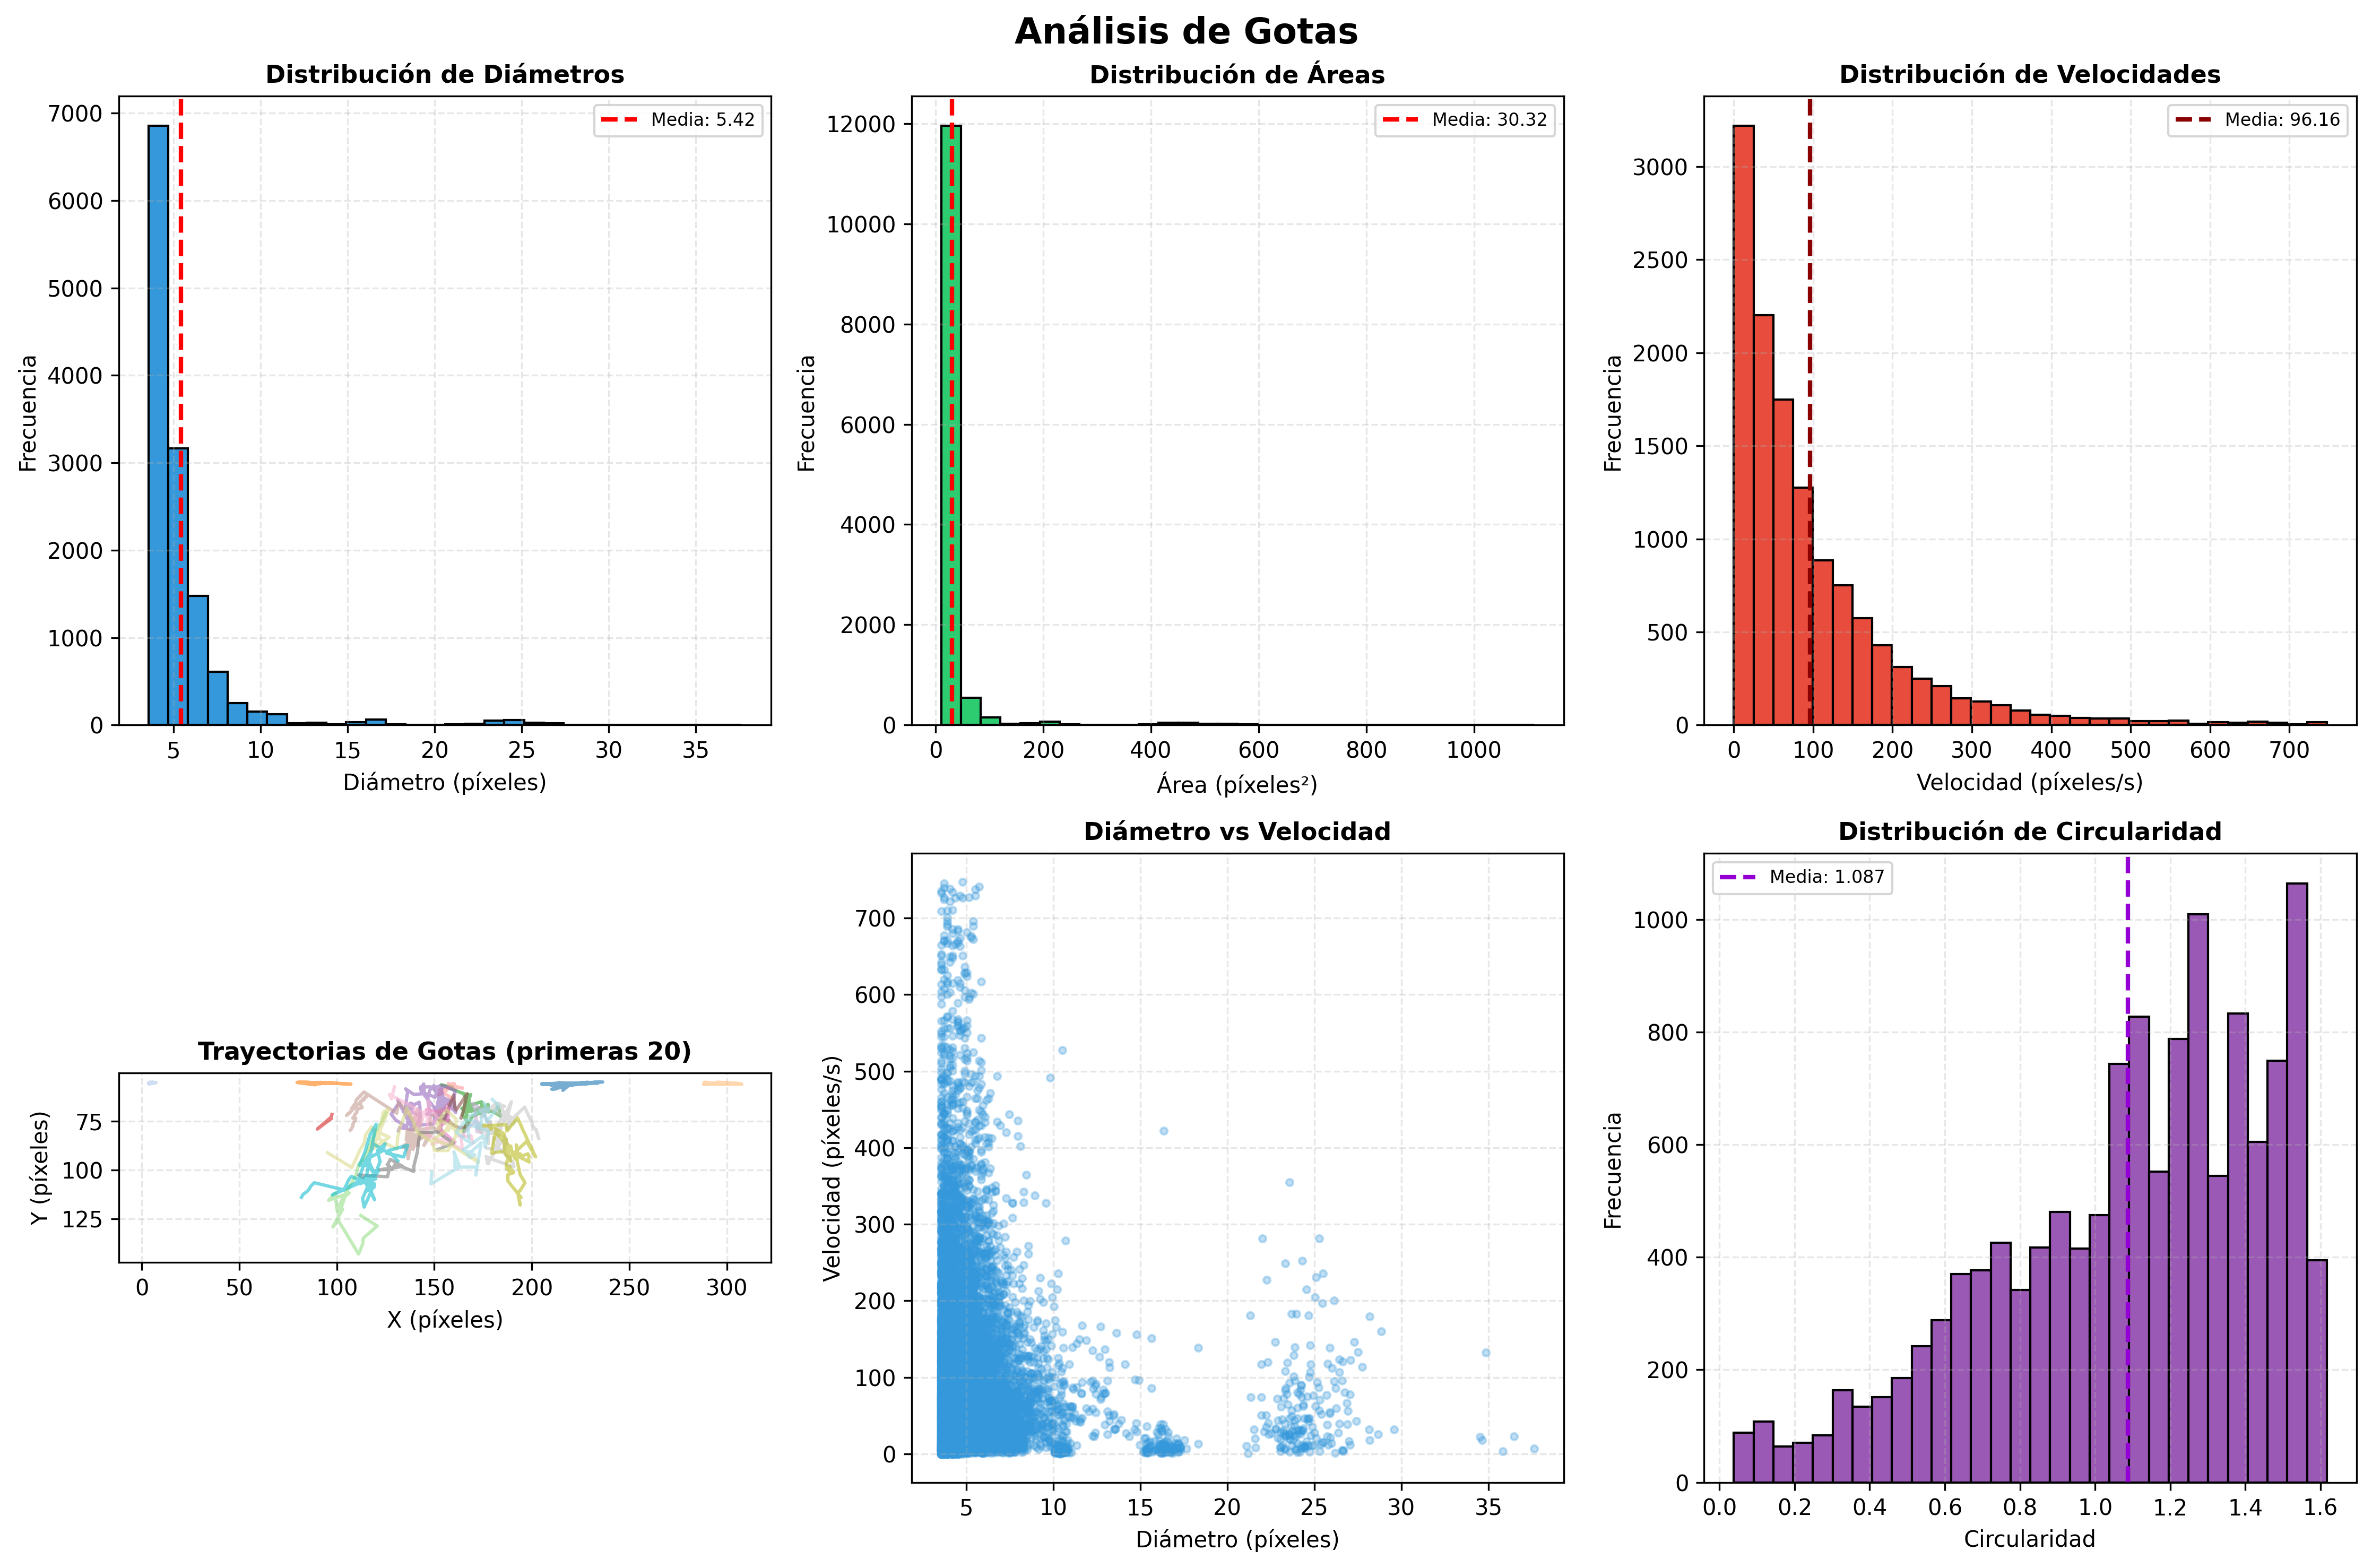 Análisis de Gotas
Distribución de Diámetros
7000
6000
5000
4000
3000
2000
1000
0
Frecuencia
Media: 5.42
5 10 15 20 25 30 35
Diámetro (píxeles)
Distribución de Áreas
12000
10000
8000
6000
4000
2000
0
Frecuencia
Media: 30.32
0 200 400 600 800 1000
Área (píxeles²)
Distribución de Velocidades
3000
2500
2000
1500
1000
500
0
Frecuencia
Media: 96.16
0 100 200 300 400 500 600 700
Velocidad (píxeles/s)
Trayectorias de Gotas (primeras 20)
75
100
125
Y (píxeles)
0 50 100 150 200 250 300
X (píxeles)
Diámetro vs Velocidad
700
600
500
400
300
200
100
0
Velocidad (píxeles/s)
5 10 15 20 25 30 35
Diámetro (píxeles)
Distribución de Circularidad
1000
800
600
400
200
0
Frecuencia
Media: 1.087
0.0 0.2 0.4 0.6 0.8 1.0 1.2 1.4 1.6
Circularidad